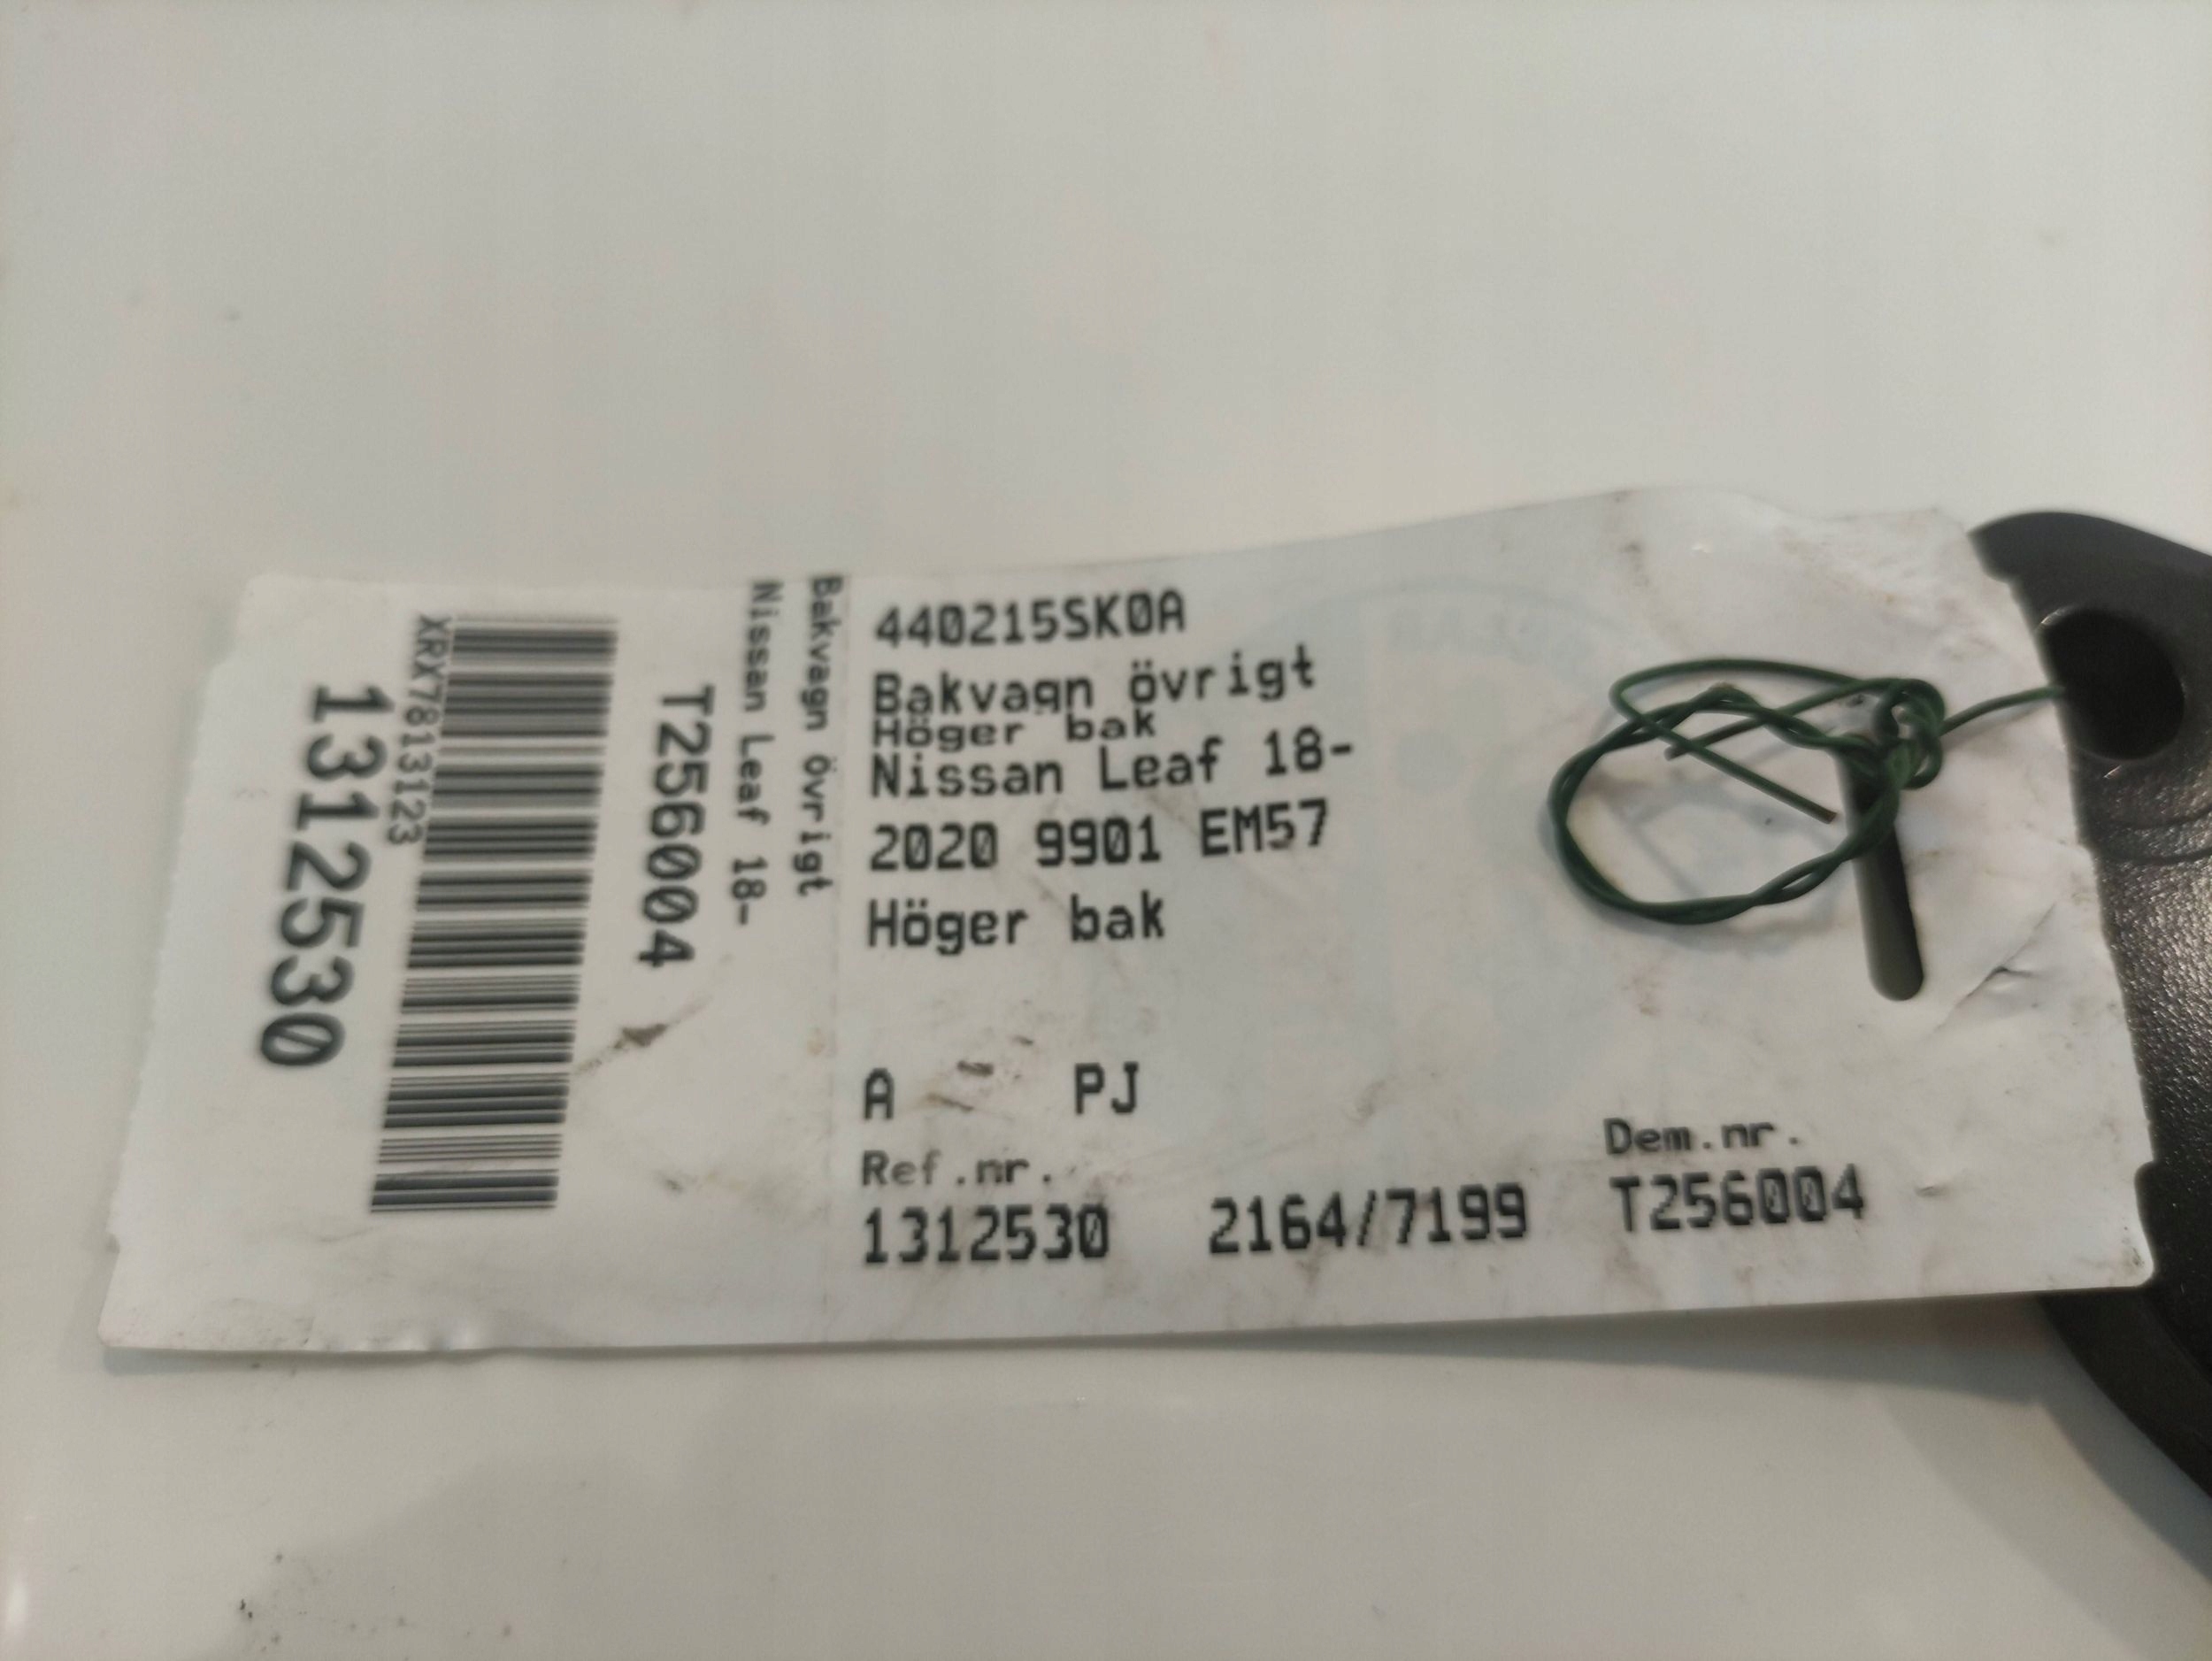 440215SK0A
Bakvagn övrigt
Höger bak
Nissan Leaf 18-
2020 9901 EM57
Höger bak
A - PJ
Ref.nr. Dem.nr.
1312530 2164/7199 T256004
Bakvagn övrigt
Nissan Leaf 18-
T256004
XRX7813123
1312530